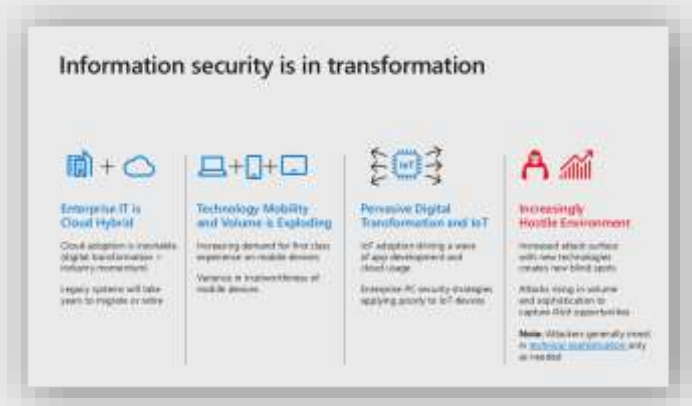 Information security is in transformation
IoT
Enterprise IT is
Cloud Hybrid
Cloud adoption is inevitable
(digital transformation +
industry momentum)
Legacy systems will take
years to migrate or retire
Technology Mobility
and Volume is Exploding
Increasing demand for first class
experience on mobile devices
Variance in trustworthiness of
mobile devices
Pervasive Digital
Transformation and IoT
IoT adoption driving a wave
of app development and
cloud usage
Enterprise PC security strategies
applying poorly to IoT devices
Increasingly
Hostile Environment
Increased attack surface
with new technologies
creates new blind spots
Attacks rising in volume
and sophistication to
capture illicit opportunities
Note: Attackers generally invest
in technical sophistication only
as needed